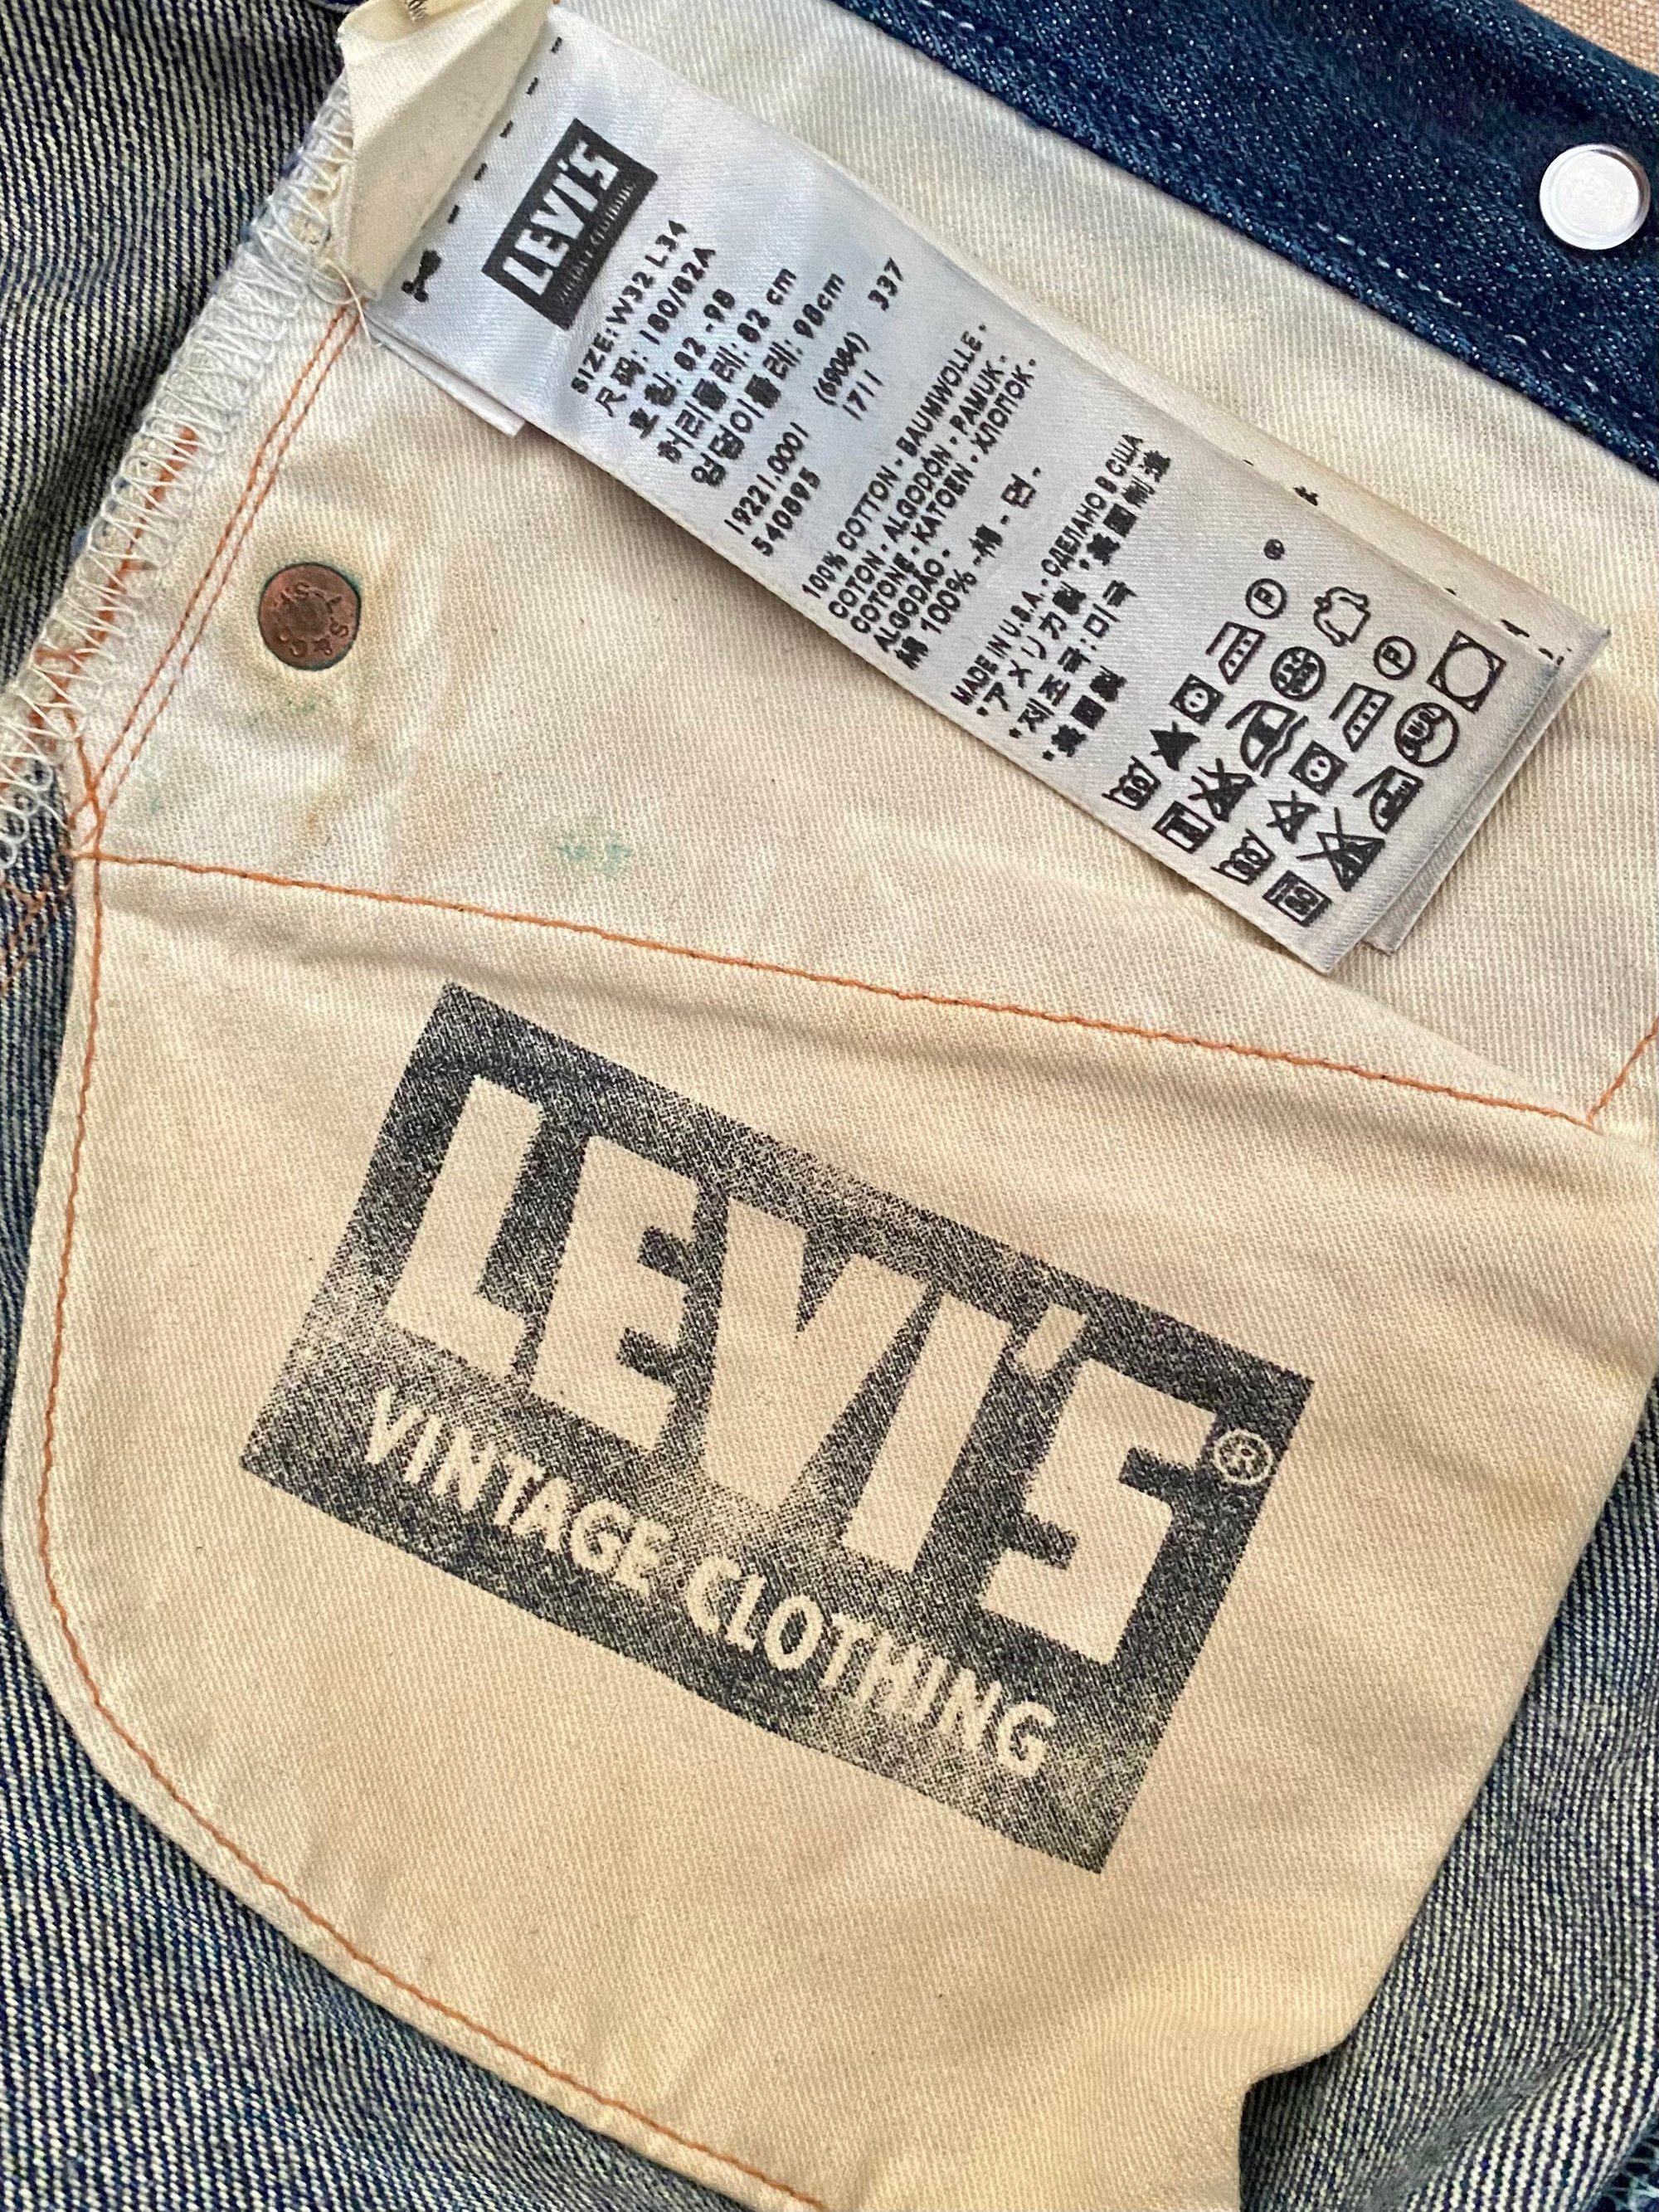 LEVI'S
SIZE: W32 L34
尺码: 180/82A
호칭: 82 -98
허리둘레: 82 cm
엉덩이둘레: 98cm
19221.0001 (69084) 337
540895 1711
100% COTTON - BAUMWOLLE -
COTON - ALGODÓN - PAMUK -
COTONE - KATOEN - ХЛОПОК -
ALGODÃO -
綿 100% -棉 - 면 -
MADE IN U.S.A. - СДЕЛАНО В США
*アメリカ製 *美国制造
*제조국:미국
*美國製
LEVI'S®
VINTAGE CLOTHING